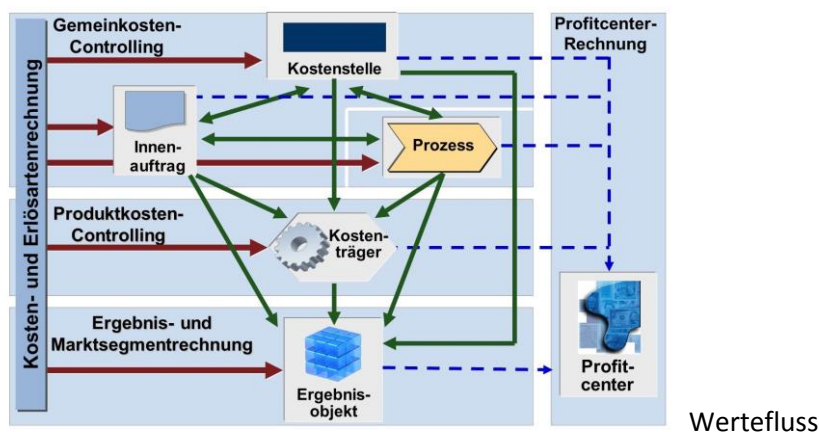 Kosten- und Erlösartenrechnung
Gemeinkosten-
Controlling
Kostenstelle
Innen-
auftrag
Prozess
Produktkosten-
Controlling
Kosten-
träger
Ergebnis- und
Marktsegmentrechnung
Ergebnis-
objekt
Profitcenter-
Rechnung
Profit-
center
Wertefluss